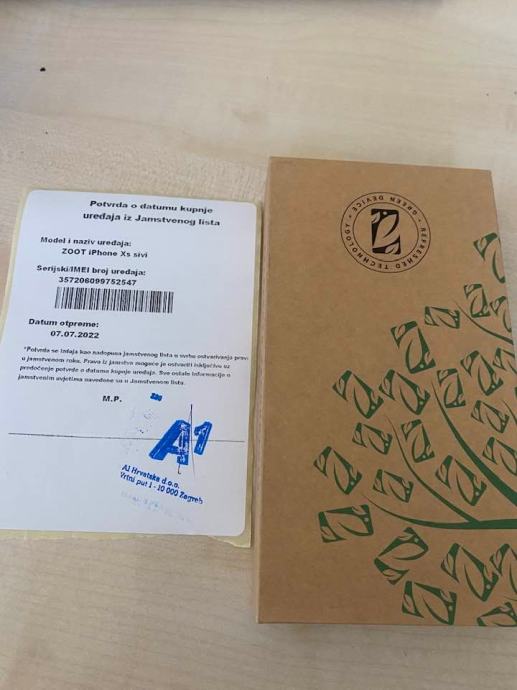 Potvrda o datumu kupnje
uređaja iz Jamstvenog lista
Model i naziv uređaja:
ZOOT iPhone Xs sivi
Serijski/IMEI broj uređaja:
357206099752547
Datum otpreme:
07.07.2022
*Potvrda se izdaje kao nadopuna jamstvenog lista u svrhu ostvarivanja prava
u jamstvenom roku. Prava iz jamstva moguće je ostvariti isključivo uz
predočenje potvrde o datumu kupnje uređaja. Sve ostale informacije o
jamstvenim uvjetima navedene su u Jamstvenom listu.
M.P.
A1
A1 Hrvatska d.o.o.
Vrtni put 1 - 10 000 Zagreb
GREEN DEVICE • REFRESHED TECHNOLOGY •
Z